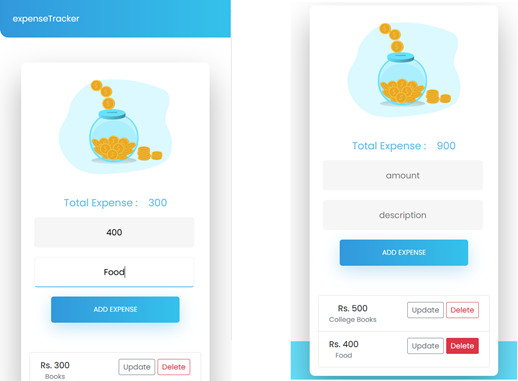 expenseTracker
Total Expense : 300
400
Food
ADD EXPENSE
Rs. 300
Books
Update
Delete
Total Expense : 900
amount
description
ADD EXPENSE
Rs. 500
College Books
Update
Delete
Rs. 400
Food
Update
Delete